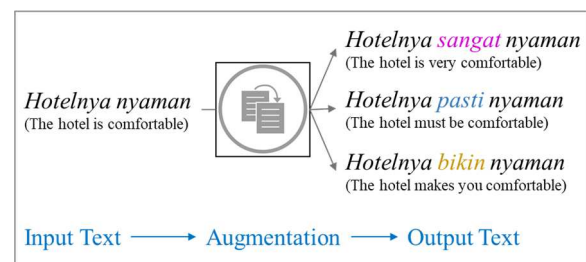 Hotelnya nyaman
(The hotel is comfortable)
Hotelnya sangat nyaman
(The hotel is very comfortable)
Hotelnya pasti nyaman
(The hotel must be comfortable)
Hotelnya bikin nyaman
(The hotel makes you comfortable)
Input Text
Augmentation
Output Text